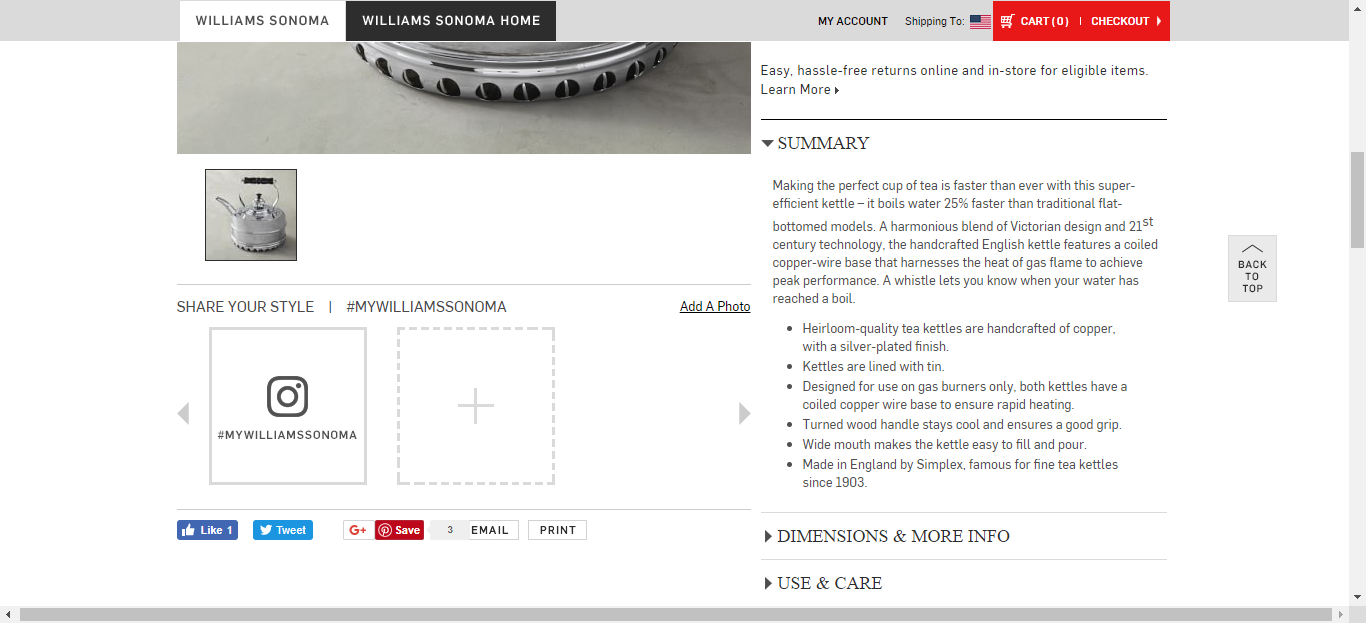 WILLIAMS SONOMA
WILLIAMS SONOMA HOME
MY ACCOUNT
Shipping To:
CART(0) | CHECKOUT
Easy, hassle-free returns online and in-store for eligible items.
Learn More
SUMMARY
Making the perfect cup of tea is faster than ever with this super-
efficient kettle – it boils water 25% faster than traditional flat-
bottomed models. A harmonious blend of Victorian design and 21st
century technology, the handcrafted English kettle features a coiled
copper-wire base that harnesses the heat of gas flame to achieve
peak performance. A whistle lets you know when your water has
reached a boil.
Heirloom-quality tea kettles are handcrafted of copper,
with a silver-plated finish.
Kettles are lined with tin.
Designed for use on gas burners only, both kettles have a
coiled copper wire base to ensure rapid heating.
Turned wood handle stays cool and ensures a good grip.
Wide mouth makes the kettle easy to fill and pour.
Made in England by Simplex, famous for fine tea kettles
since 1903.
DIMENSIONS & MORE INFO
USE & CARE
BACK
TO
TOP
SHARE YOUR STYLE | #MYWILLIAMSSONOMA
Add A Photo
#MYWILLIAMSSONOMA
Like 1
Tweet
G+
Save
3
EMAIL
PRINT